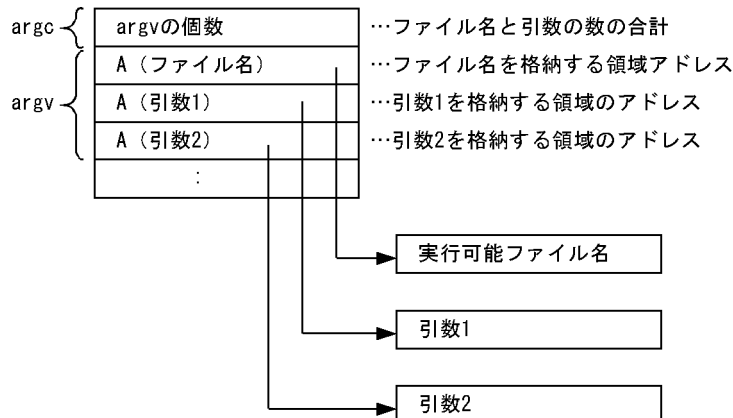 argc argvの個数 …ファイル名と引数の数の合計
A（ファイル名） …ファイル名を格納する領域アドレス
argv A（引数1） …引数1を格納する領域のアドレス
A（引数2） …引数2を格納する領域のアドレス
:
実行可能ファイル名
引数1
引数2